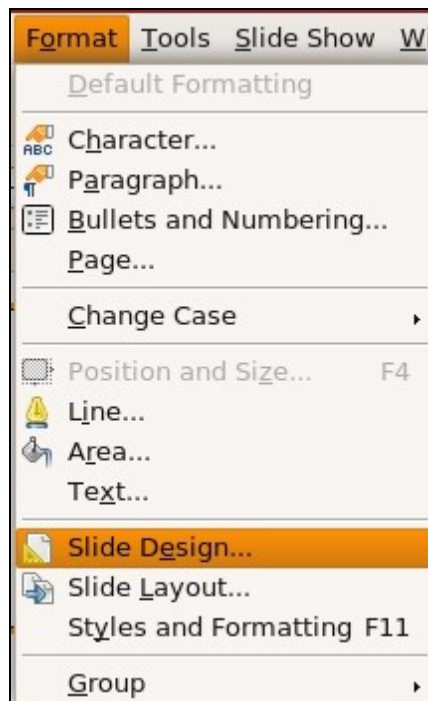 Format Tools Slide Show
Default Formatting
ABC Character...
¶ Paragraph...
Bullets and Numbering...
Page...
Change Case
Position and Size... F4
Line...
Area...
Text...
Slide Design...
Slide Layout...
Styles and Formatting F11
Group